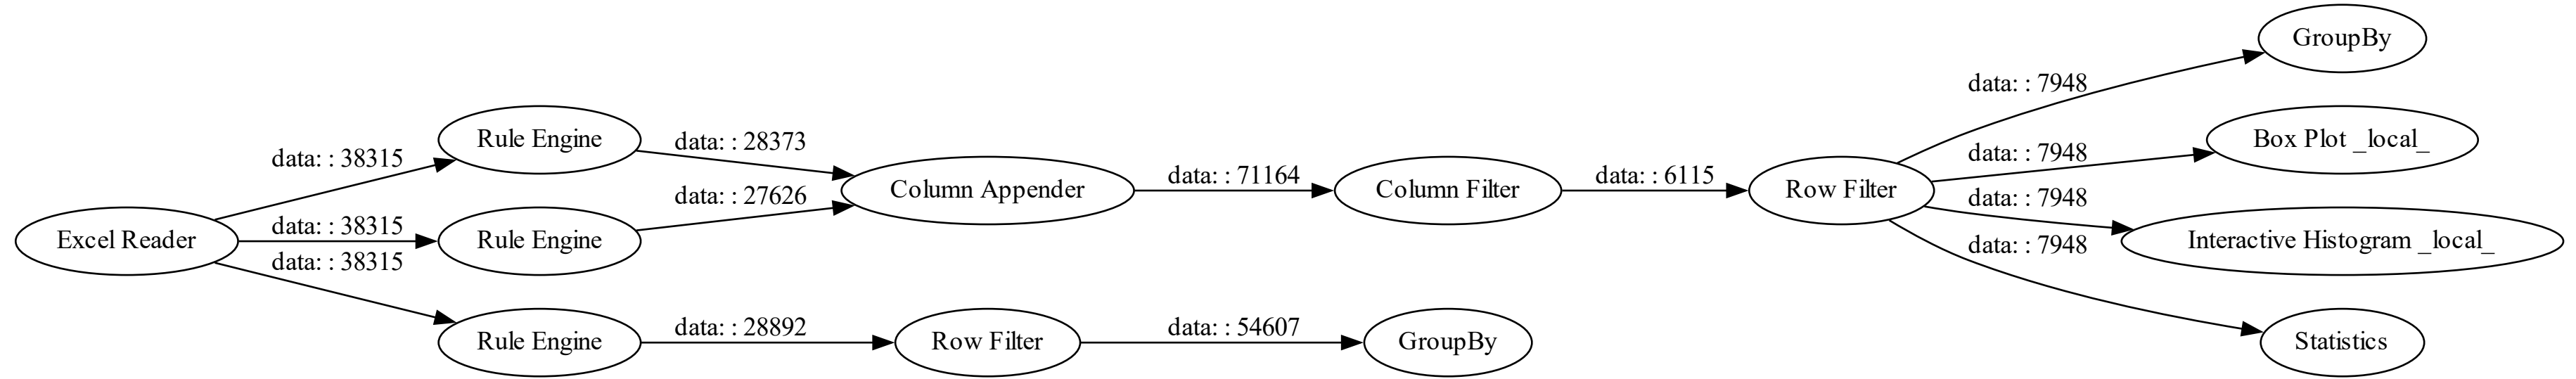 GroupBy
data: : 7948
Rule Engine
data: : 28373
data: : 7948
Box Plot _local_
data: : 38315
data: : 27626
Column Appender
data: : 71164
Column Filter
data: : 6115
Row Filter
data: : 7948
Excel Reader
data: : 38315
Rule Engine
Interactive Histogram _local_
data: : 38315
data: : 7948
Rule Engine
data: : 28892
Row Filter
data: : 54607
GroupBy
Statistics